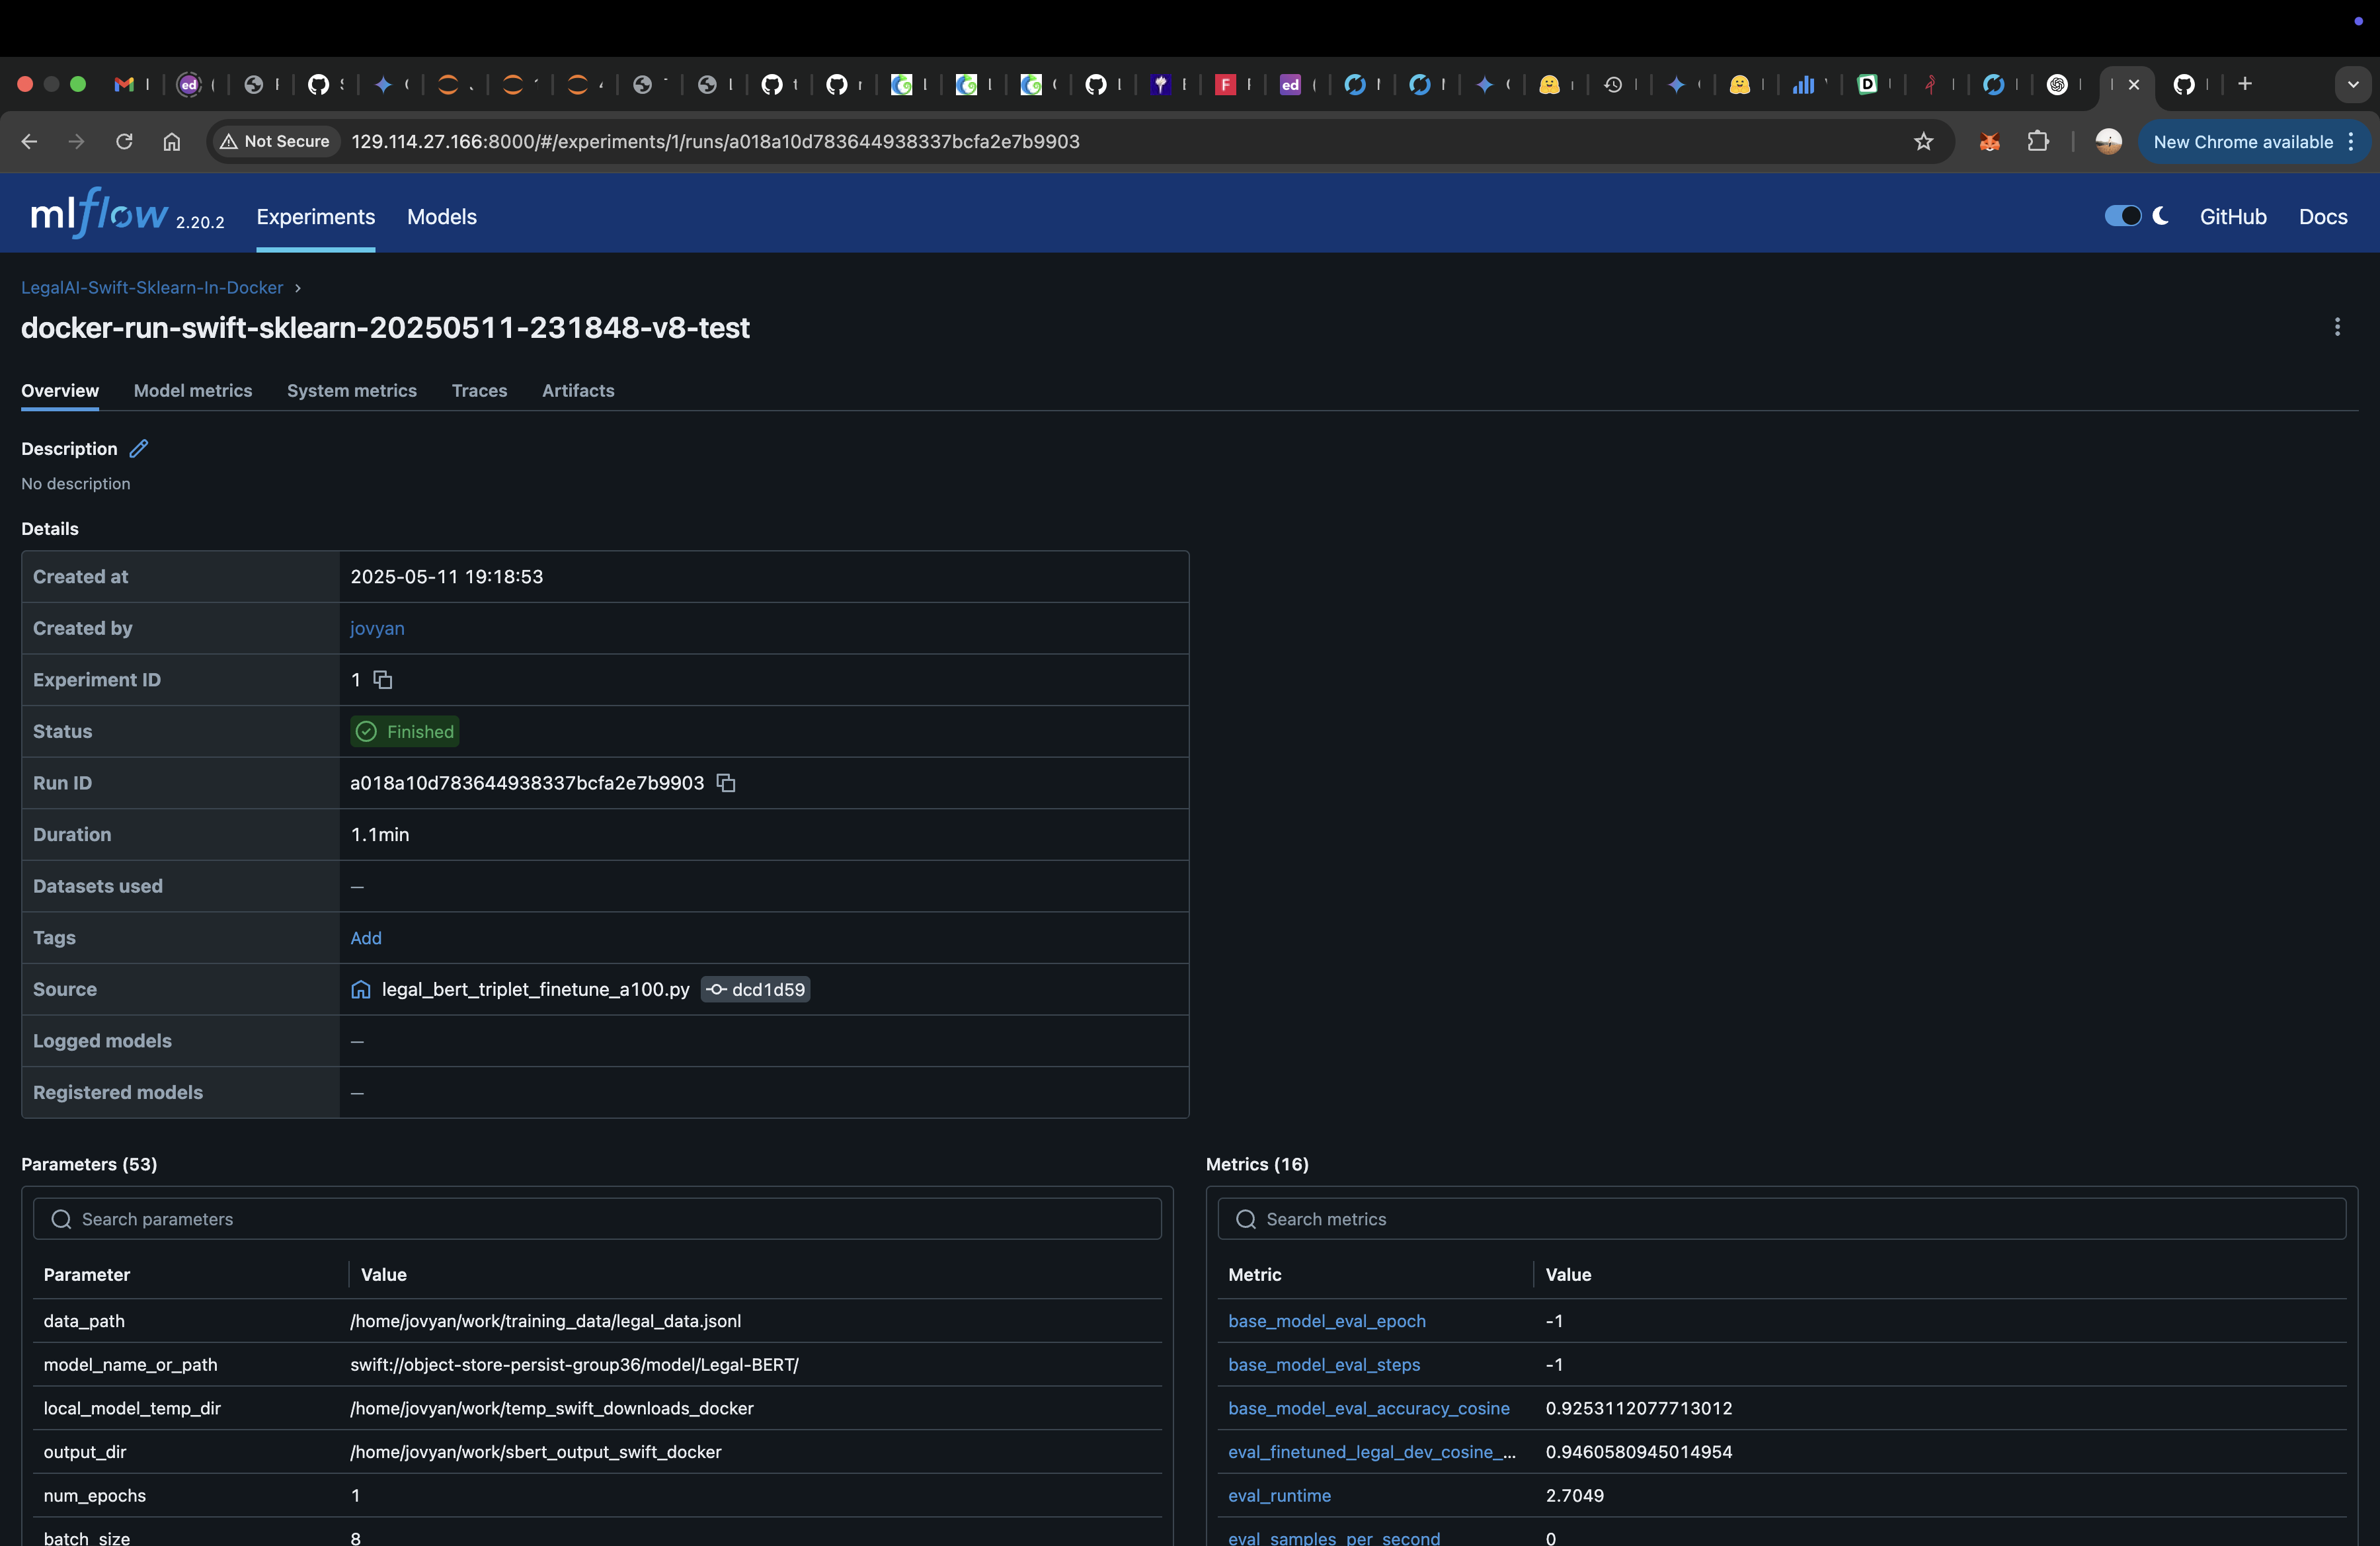 Not Secure 129.114.27.166:8000/#/experiments/1/runs/a018a10d783644938337bcfa2e7b9903 New Chrome available
mlflow 2.20.2 Experiments Models GitHub Docs
LegalAI-Swift-Sklearn-In-Docker
docker-run-swift-sklearn-20250511-231848-v8-test
Overview Model metrics System metrics Traces Artifacts
Description
No description
Details
Created at 2025-05-11 19:18:53
Created by jovyan
Experiment ID 1
Status Finished
Run ID a018a10d783644938337bcfa2e7b9903
Duration 1.1min
Datasets used —
Tags Add
Source legal_bert_triplet_finetune_a100.py dcd1d59
Logged models —
Registered models —
Parameters (53)
Search parameters
Parameter Value
data_path /home/jovyan/work/training_data/legal_data.jsonl
model_name_or_path swift://object-store-persist-group36/model/Legal-BERT/
local_model_temp_dir /home/jovyan/work/temp_swift_downloads_docker
output_dir /home/jovyan/work/sbert_output_swift_docker
num_epochs 1
batch_size 8
Metrics (16)
Search metrics
Metric Value
base_model_eval_epoch -1
base_model_eval_steps -1
base_model_eval_accuracy_cosine 0.9253112077713012
eval_finetuned_legal_dev_cosine_... 0.9460580945014954
eval_runtime 2.7049
eval_samples_per_second 0